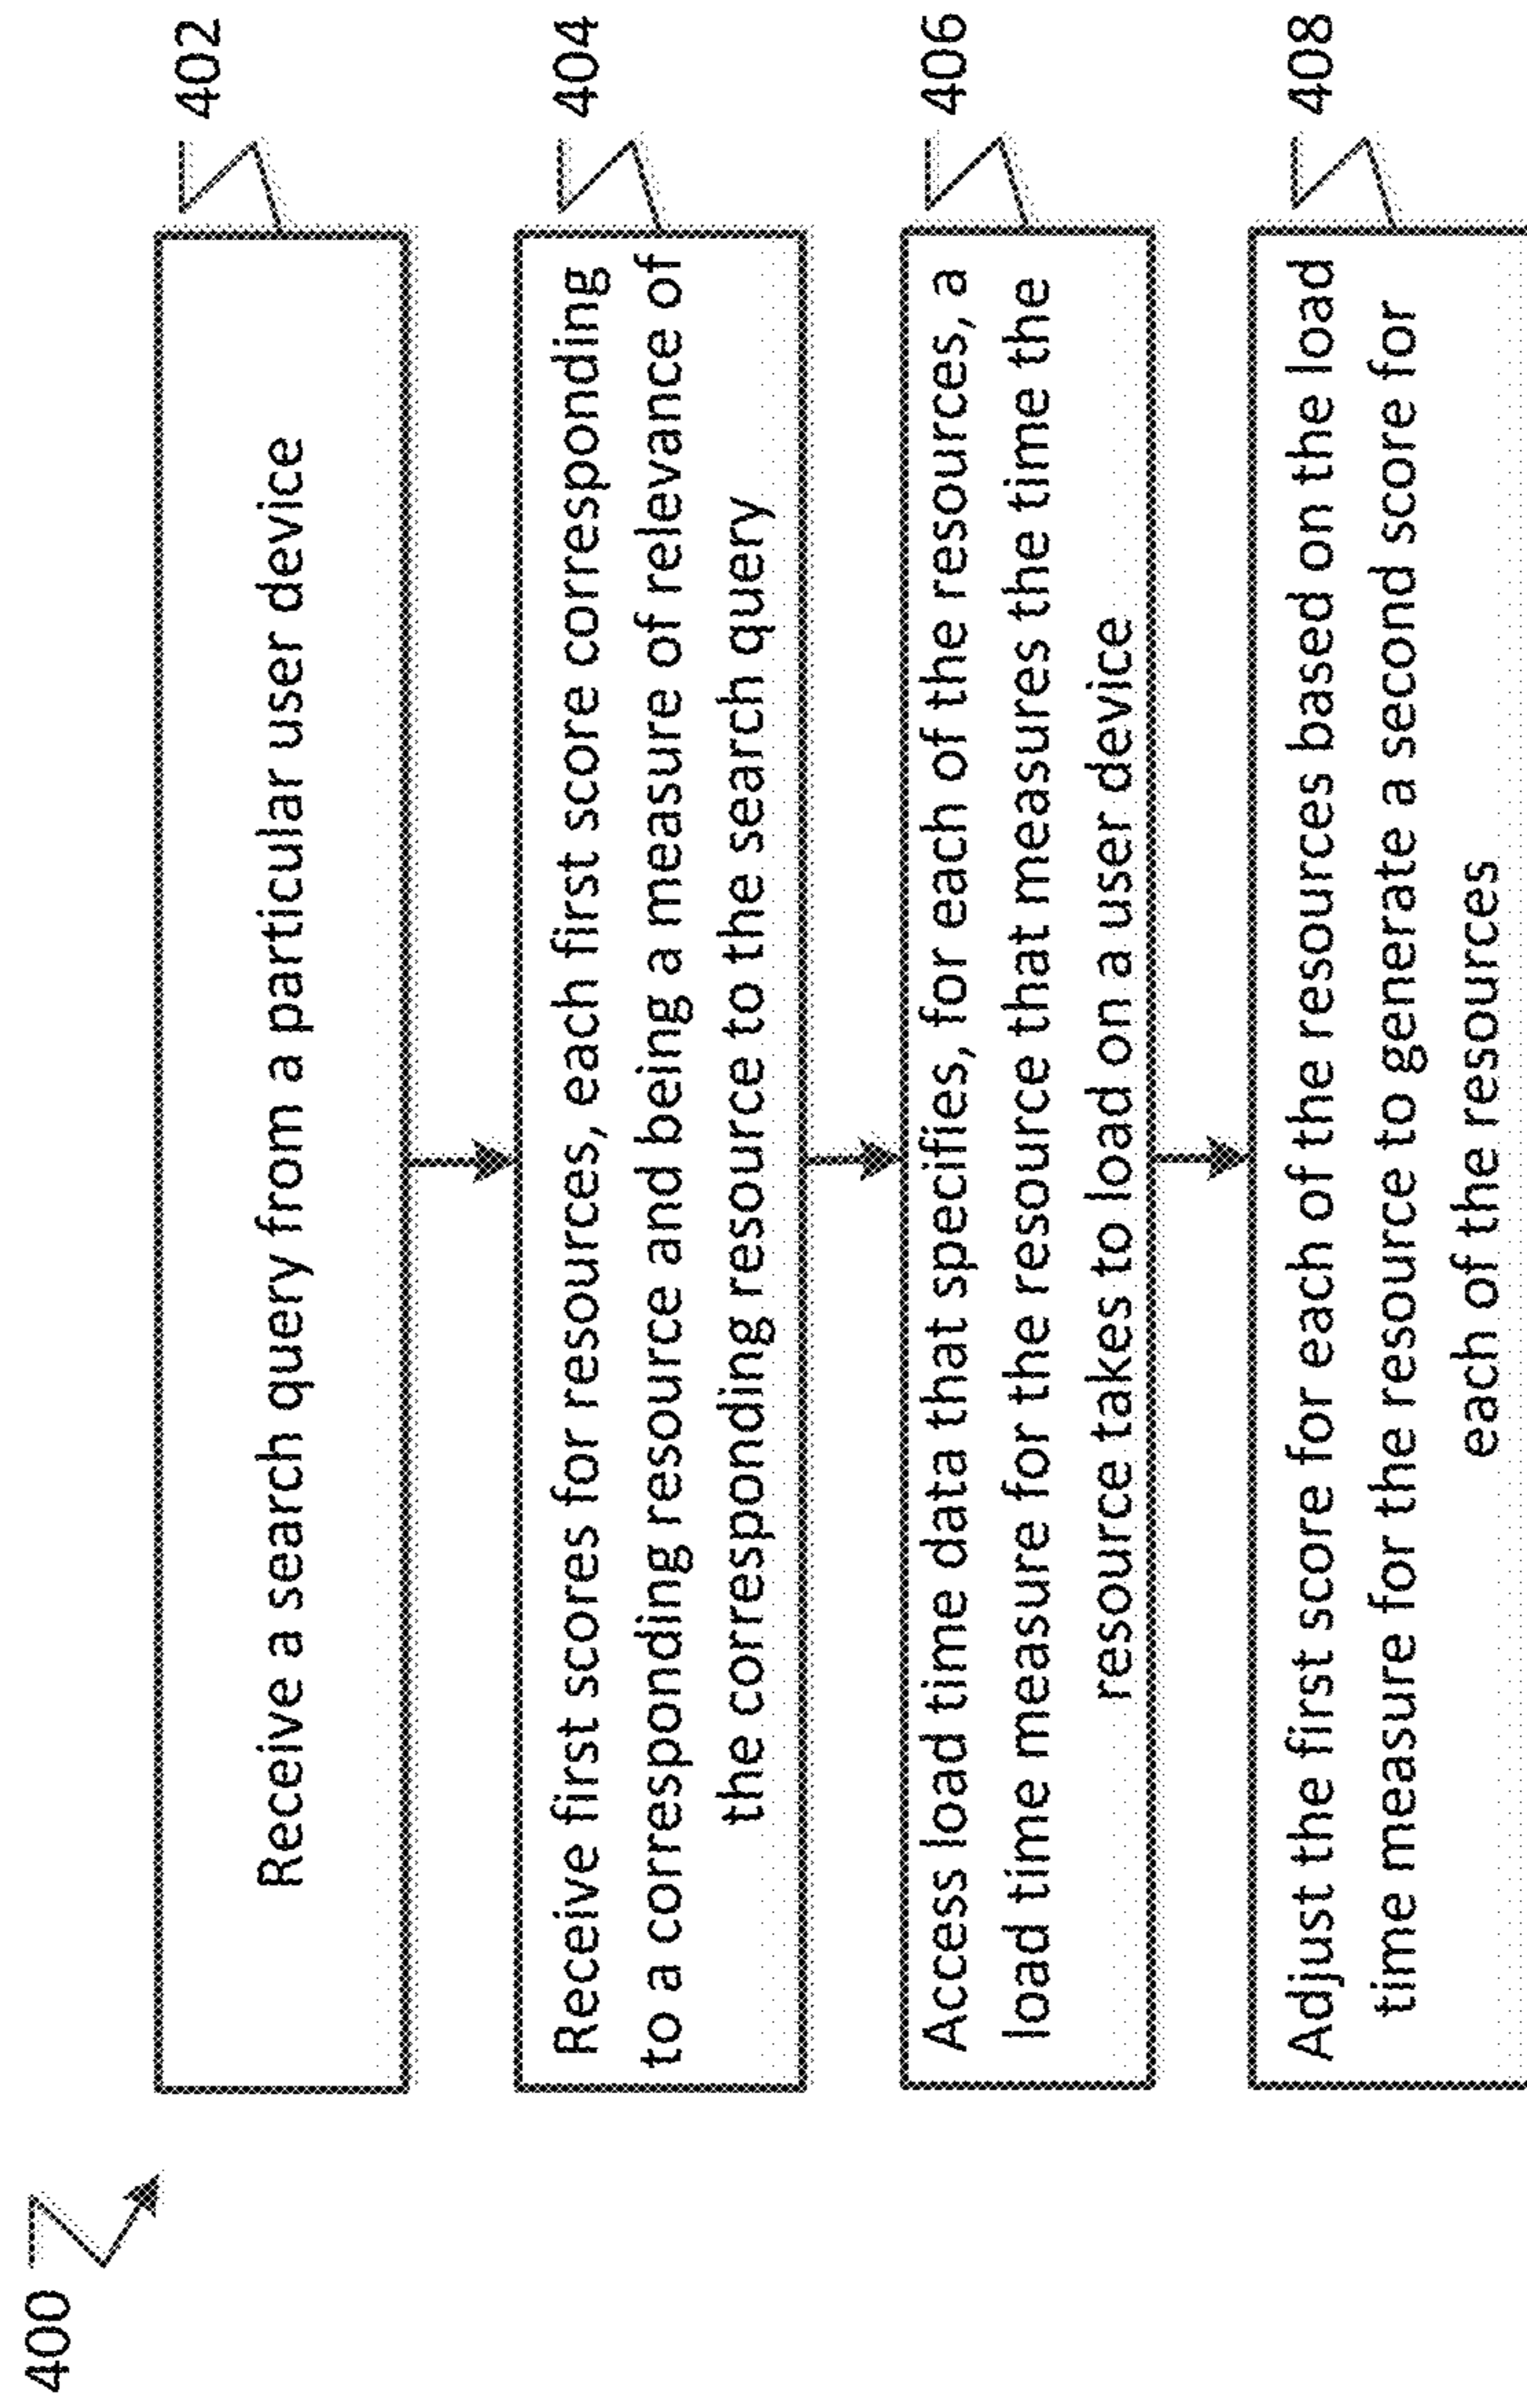 400
Receive a search query from a particular user device
402
Receive first scores for resources, each first score corresponding
to a corresponding resource and being a measure of relevance of
the corresponding resource to the search query
404
Access load time data that specifies, for each of the resources, a
load time measure for the resource that measures the time the
resource takes to load on a user device
406
Adjust the first score for each of the resources based on the load
time measure for the resource to generate a second score for
each of the resources
408